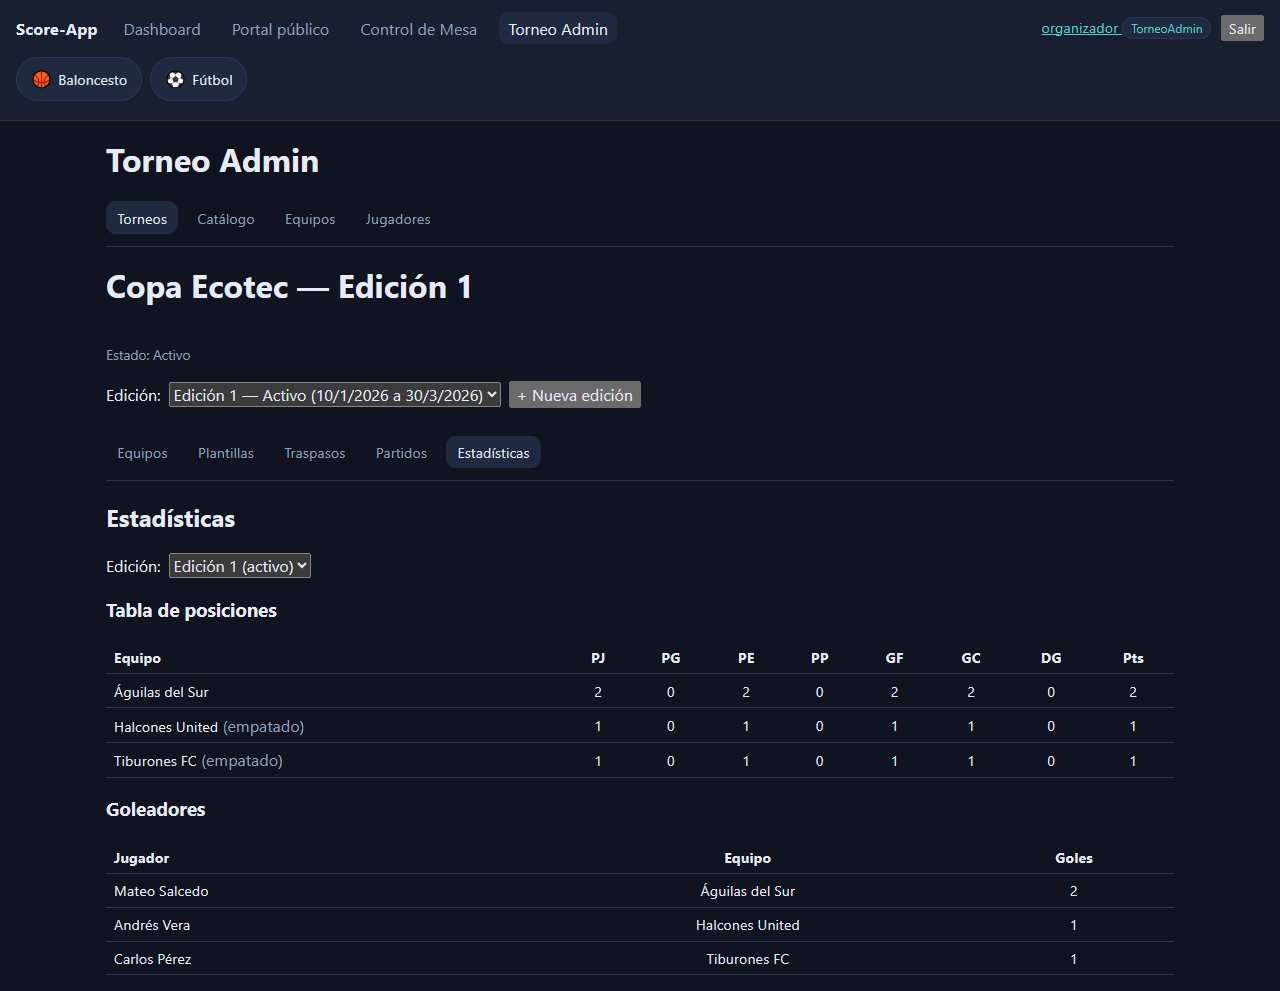 Score-App Dashboard Portal público Control de Mesa Torneo Admin organizador TorneoAdmin Salir
Baloncesto Fútbol
Torneo Admin
Torneos Catálogo Equipos Jugadores
Copa Ecotec — Edición 1
Estado: Activo
Edición: Edición 1 — Activo (10/1/2026 a 30/3/2026) + Nueva edición
Equipos Plantillas Traspasos Partidos Estadísticas
Estadísticas
Edición: Edición 1 (activo)
Tabla de posiciones
Equipo PJ PG PE PP GF GC DG Pts
Águilas del Sur 2 0 2 0 2 2 0 2
Halcones United (empatado) 1 0 1 0 1 1 0 1
Tiburones FC (empatado) 1 0 1 0 1 1 0 1
Goleadores
Jugador Equipo Goles
Mateo Salcedo Águilas del Sur 2
Andrés Vera Halcones United 1
Carlos Pérez Tiburones FC 1